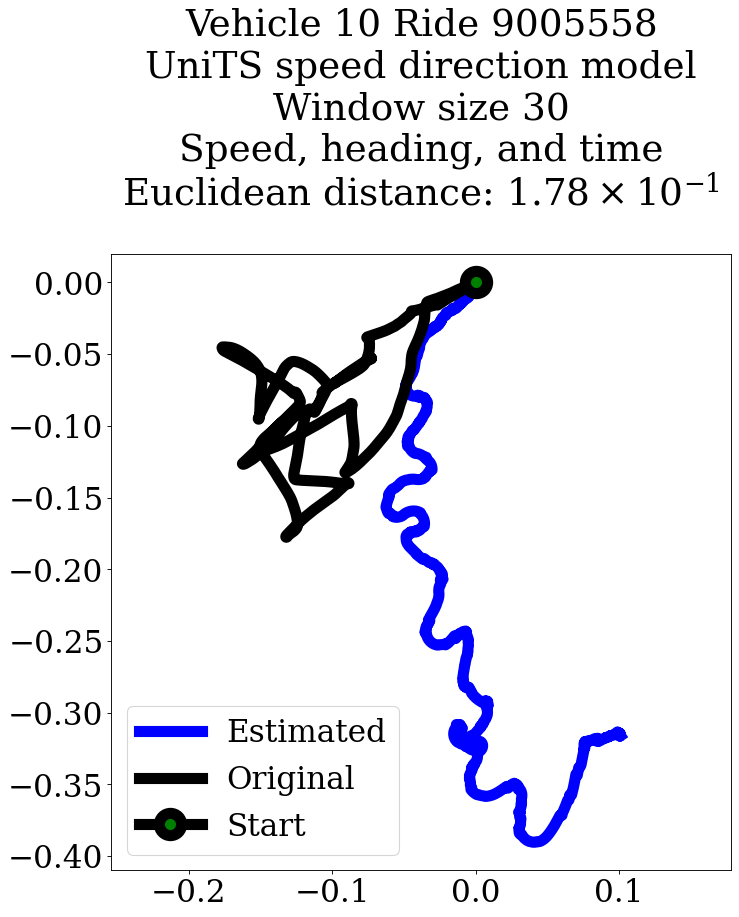 Vehicle 10 Ride 9005558
UniTS speed direction model
Window size 30
Speed, heading, and time
Euclidean distance: 1.78 × 10⁻¹
0.00
−0.05
−0.10
−0.15
−0.20
−0.25
−0.30
−0.35
−0.40
Estimated
Original
Start
−0.2
−0.1
0.0
0.1